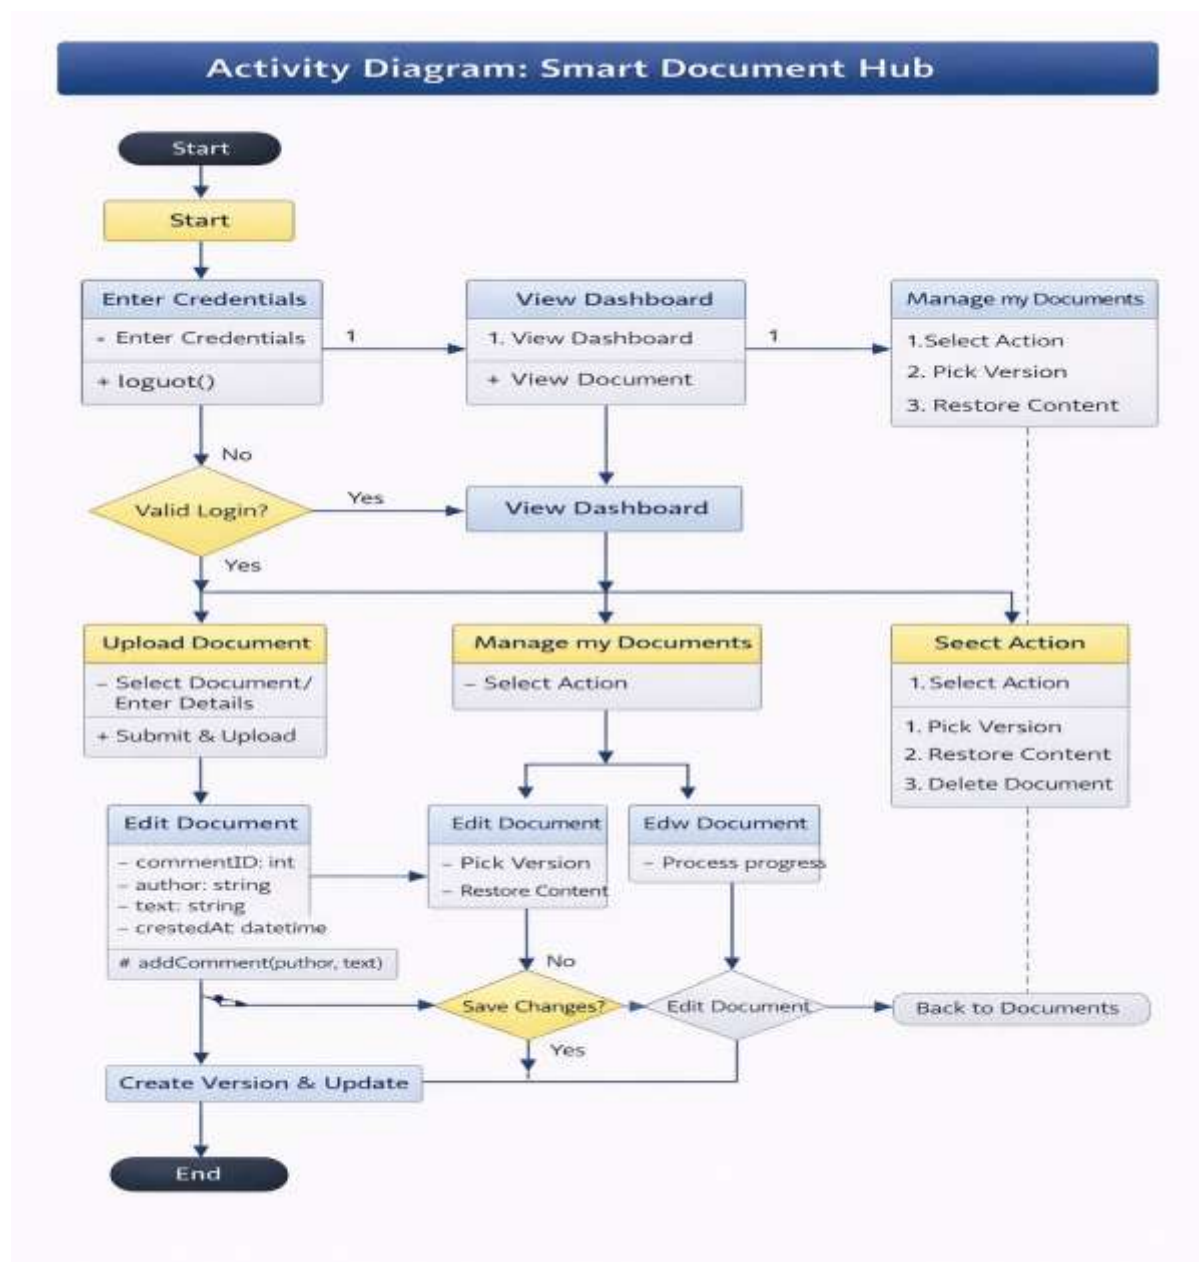 Activity Diagram: Smart Document Hub
Start
Start
Enter Credentials
- Enter Credentials
+ loguot()
1
View Dashboard
1. View Dashboard
+ View Document
1
Manage my Documents
1.Select Action
2. Pick Version
3. Restore Content
No
Valid Login?
Yes
View Dashboard
Yes
Upload Document
- Select Document/
Enter Details
+ Submit & Upload
Manage my Documents
- Select Action
Seect Action
1. Select Action
1. Pick Version
2. Restore Content
3. Delete Document
Edit Document
- commentID: int
- author: string
- text: string
- crestedAt: datetime
# addComment(puthor, text)
Edit Document
- Pick Version
- Restore Content
Edw Document
- Process progress
No
Save Changes?
Edit Document
Back to Documents
Yes
Create Version & Update
End